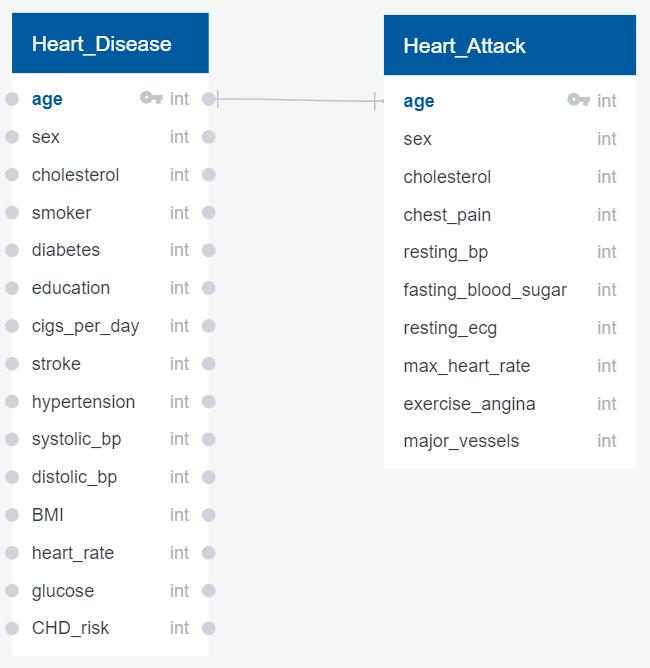 Heart_Disease
age int
sex int
cholesterol int
smoker int
diabetes int
education int
cigs_per_day int
stroke int
hypertension int
systolic_bp int
distolic_bp int
BMI int
heart_rate int
glucose int
CHD_risk int
Heart_Attack
age int
sex int
cholesterol int
chest_pain int
resting_bp int
fasting_blood_sugar int
resting_ecg int
max_heart_rate int
exercise_angina int
major_vessels int